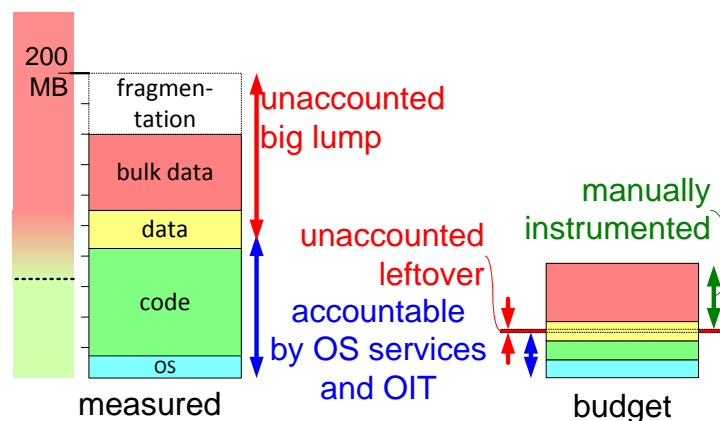 200
MB
fragmen-
tation
bulk data
data
code
OS
measured
unaccounted
big lump
accountable
by OS services
and OIT
unaccounted
leftover
manually
instrumented
budget